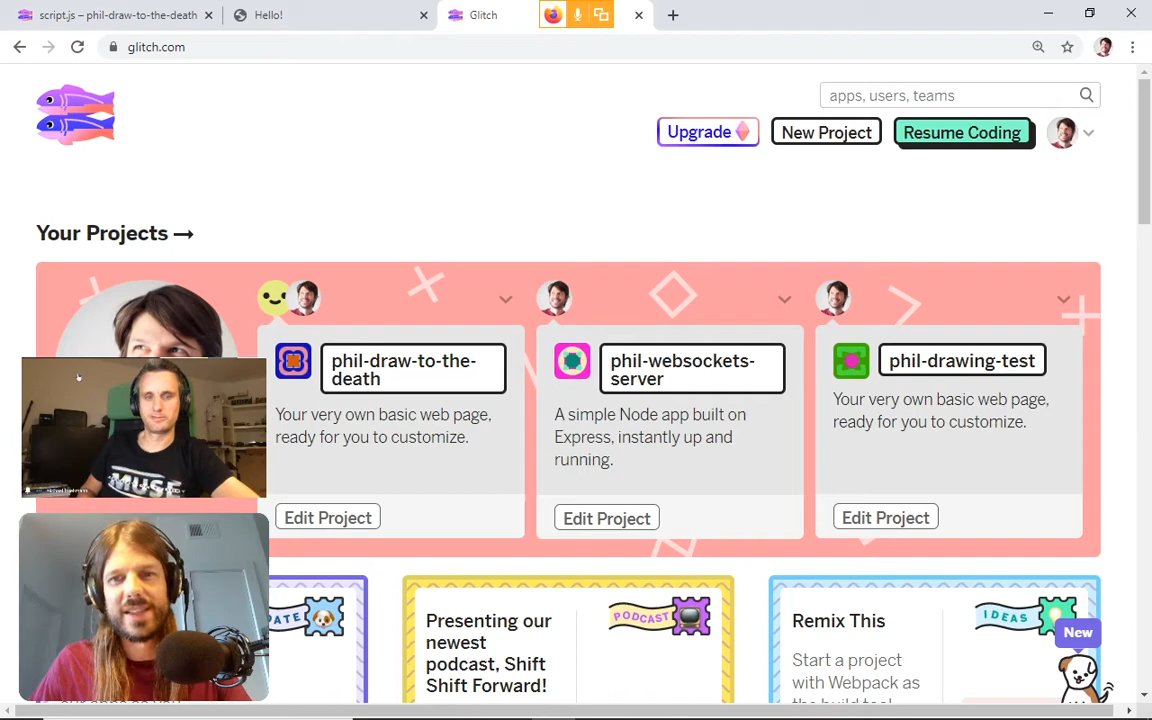 script.js – phil-draw-to-the-death
Hello!
Glitch
glitch.com
apps, users, teams
Upgrade
New Project
Resume Coding
Your Projects →
phil-draw-to-the-
death
Your very own basic web page,
ready for you to customize.
Edit Project
phil-websockets-
server
A simple Node app built on
Express, instantly up and
running.
Edit Project
phil-drawing-test
Your very own basic web page,
ready for you to customize.
Edit Project
MUSE
DATE
Presenting our
newest
podcast, Shift
Shift Forward!
PODCAST
Remix This
Start a project
with Webpack as
IDEAS
New